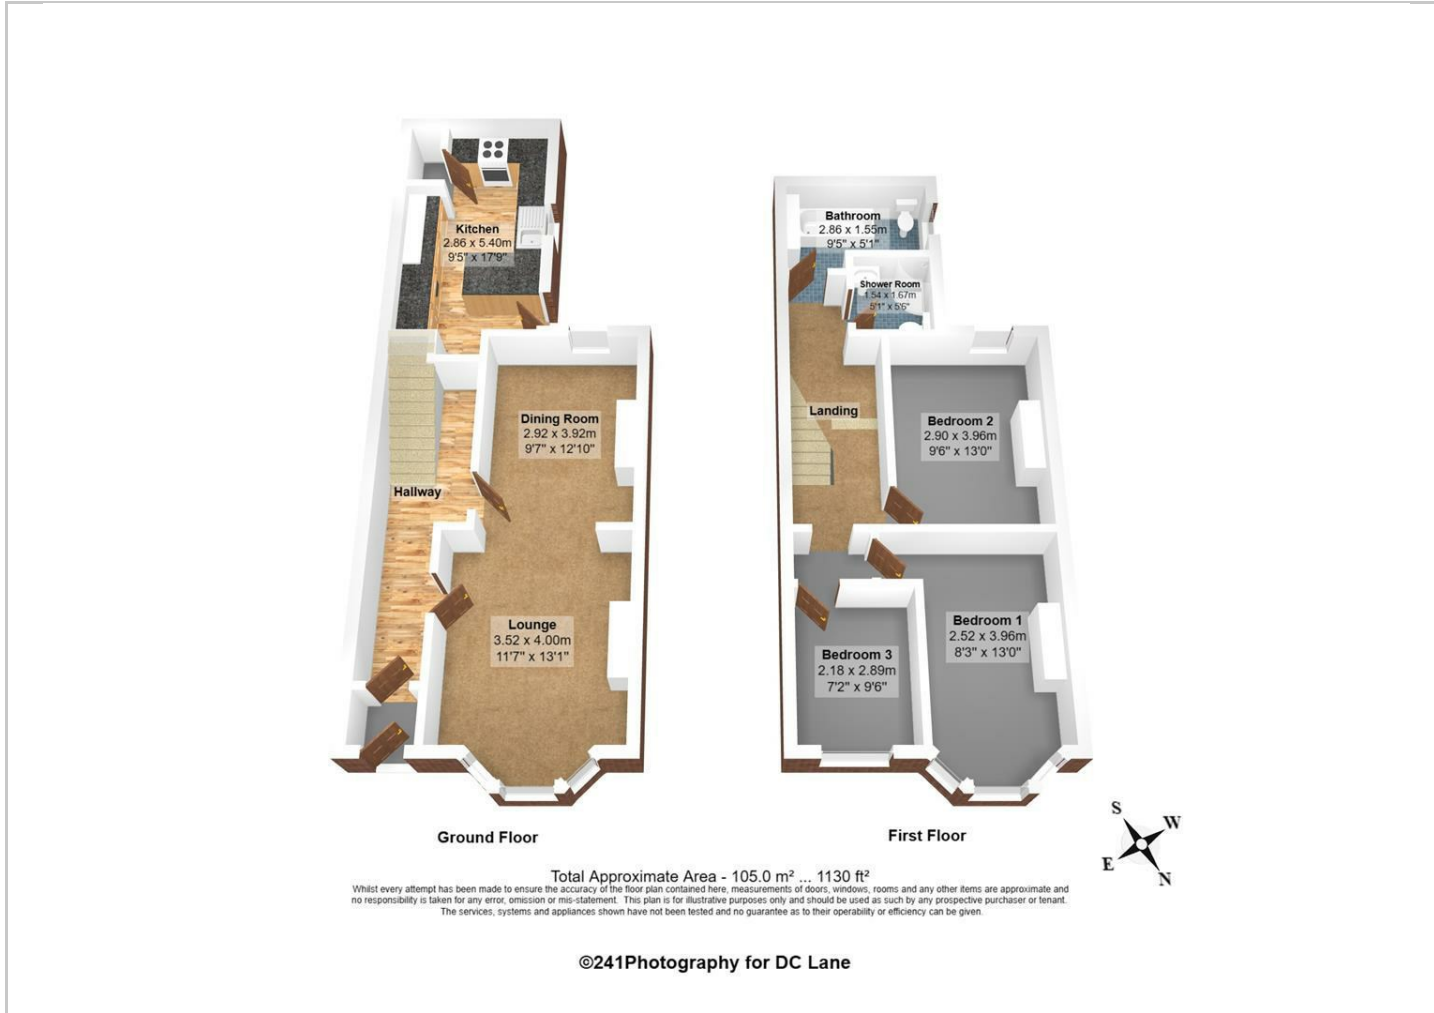 Kitchen
2.86 x 5.40m
9'5" x 17'9"
Dining Room
2.92 x 3.92m
9'7" x 12'10"
Hallway
Lounge
3.52 x 4.00m
11'7" x 13'1"
Ground Floor
Bathroom
2.86 x 1.55m
9'5" x 5'1"
Shower Room
1.54 x 1.67m
5'1" x 5'6"
Landing
Bedroom 2
2.90 x 3.96m
9'6" x 13'0"
Bedroom 1
2.52 x 3.96m
8'3" x 13'0"
Bedroom 3
2.18 x 2.89m
7'2" x 9'6"
First Floor
S
W
E
N
Total Approximate Area - 105.0 m² ... 1130 ft²
Whilst every attempt has been made to ensure the accuracy of the floor plan contained here, measurements of doors, windows, rooms and any other items are approximate and
no responsibility is taken for any error, omission or mis-statement. This plan is for illustrative purposes only and should be used as such by any prospective purchaser or tenant.
The services, systems and appliances shown have not been tested and no guarantee as to their operability or efficiency can be given.
©241Photography for DC Lane